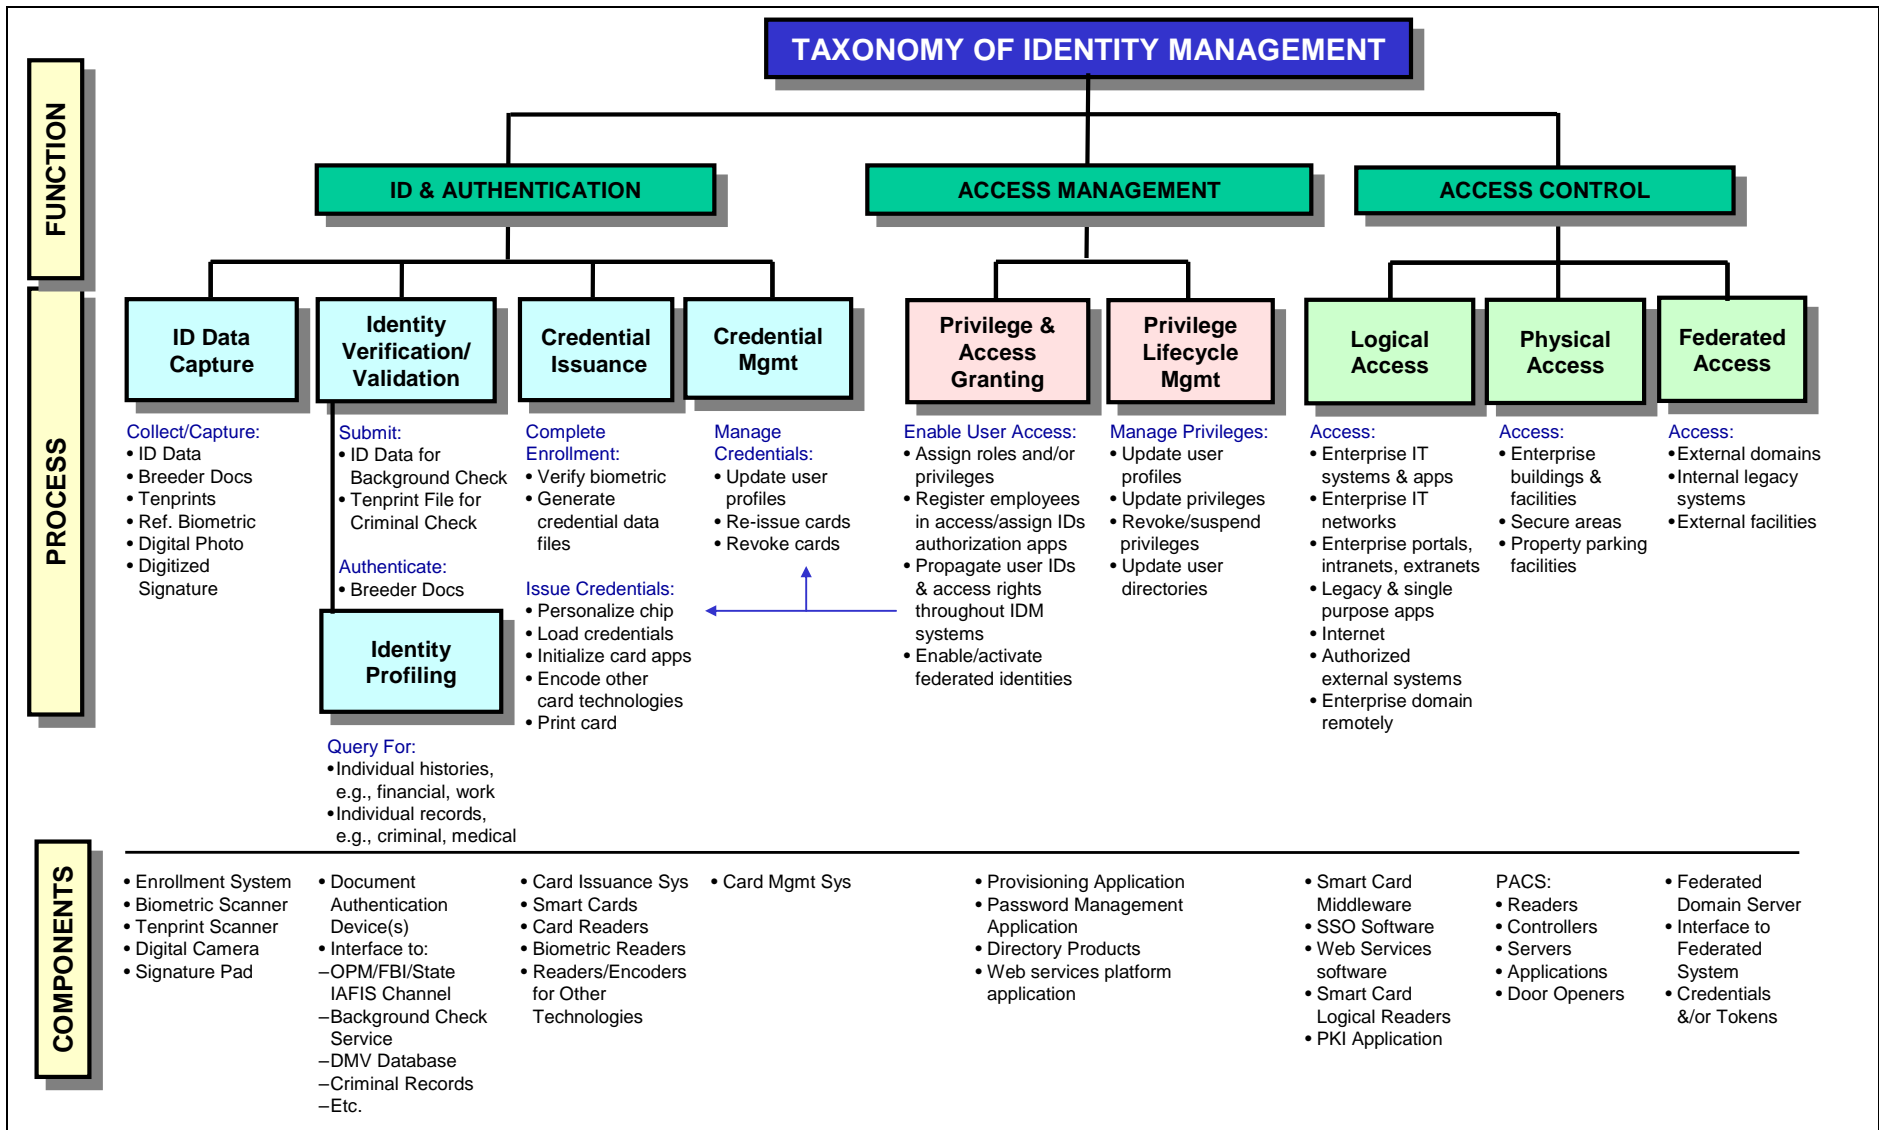 TAXONOMY OF IDENTITY MANAGEMENT
FUNCTION
ID & AUTHENTICATION
ACCESS MANAGEMENT
ACCESS CONTROL
PROCESS
ID Data
Capture
Identity
Verification/
Validation
Credential
Issuance
Credential
Mgmt
Privilege &
Access
Granting
Privilege
Lifecycle
Mgmt
Logical
Access
Physical
Access
Federated
Access
Collect/Capture:
• ID Data
• Breeder Docs
• Tenprints
• Ref. Biometric
• Digital Photo
• Digitized
Signature
Submit:
• ID Data for
Background Check
• Tenprint File for
Criminal Check
Authenticate:
• Breeder Docs
Identity
Profiling
Query For:
• Individual histories,
e.g., financial, work
• Individual records,
e.g., criminal, medical
Complete
Enrollment:
• Verify biometric
• Generate
credential data
files
Issue Credentials:
• Personalize chip
• Load credentials
• Initialize card apps
• Encode other
card technologies
• Print card
Manage
Credentials:
• Update user
profiles
• Re-issue cards
• Revoke cards
Enable User Access:
• Assign roles and/or
privileges
• Register employees
in access/assign IDs
authorization apps
• Propagate user IDs
& access rights
throughout IDM
systems
• Enable/activate
federated identities
Manage Privileges:
• Update user
profiles
• Update privileges
• Revoke/suspend
privileges
• Update user
directories
Access:
• Enterprise IT
systems & apps
• Enterprise IT
networks
• Enterprise portals,
intranets, extranets
• Legacy & single
purpose apps
• Internet
• Authorized
external systems
• Enterprise domain
remotely
Access:
• Enterprise
buildings &
facilities
• Secure areas
• Property parking
facilities
Access:
• External domains
• Internal legacy
systems
• External facilities
COMPONENTS
• Enrollment System
• Biometric Scanner
• Tenprint Scanner
• Digital Camera
• Signature Pad
• Document
Authentication
Device(s)
• Interface to:
–OPM/FBI/State
IAFIS Channel
–Background Check
Service
–DMV Database
–Criminal Records
–Etc.
• Card Issuance Sys
• Smart Cards
• Card Readers
• Biometric Readers
• Readers/Encoders
for Other
Technologies
• Card Mgmt Sys
• Provisioning Application
• Password Management
Application
• Directory Products
• Web services platform
application
• Smart Card
Middleware
• SSO Software
• Web Services
software
• Smart Card
Logical Readers
• PKI Application
PACS:
• Readers
• Controllers
• Servers
• Applications
• Door Openers
• Federated
Domain Server
• Interface to
Federated
System
• Credentials
&/or Tokens